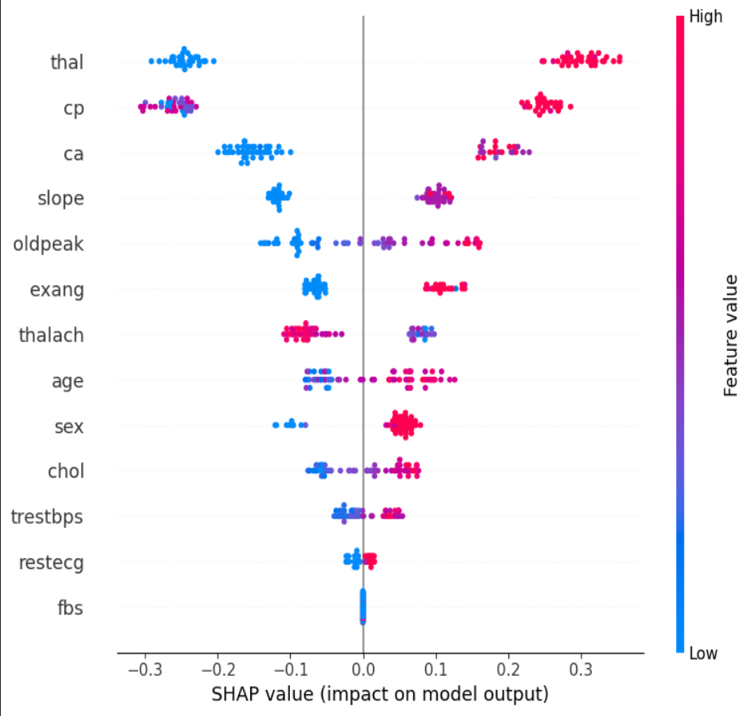 High
thal
cp
ca
slope
oldpeak
exang
thalach
age
sex
chol
trestbps
restecg
fbs
Feature value
Low
−0.3 −0.2 −0.1 0.0 0.1 0.2 0.3
SHAP value (impact on model output)